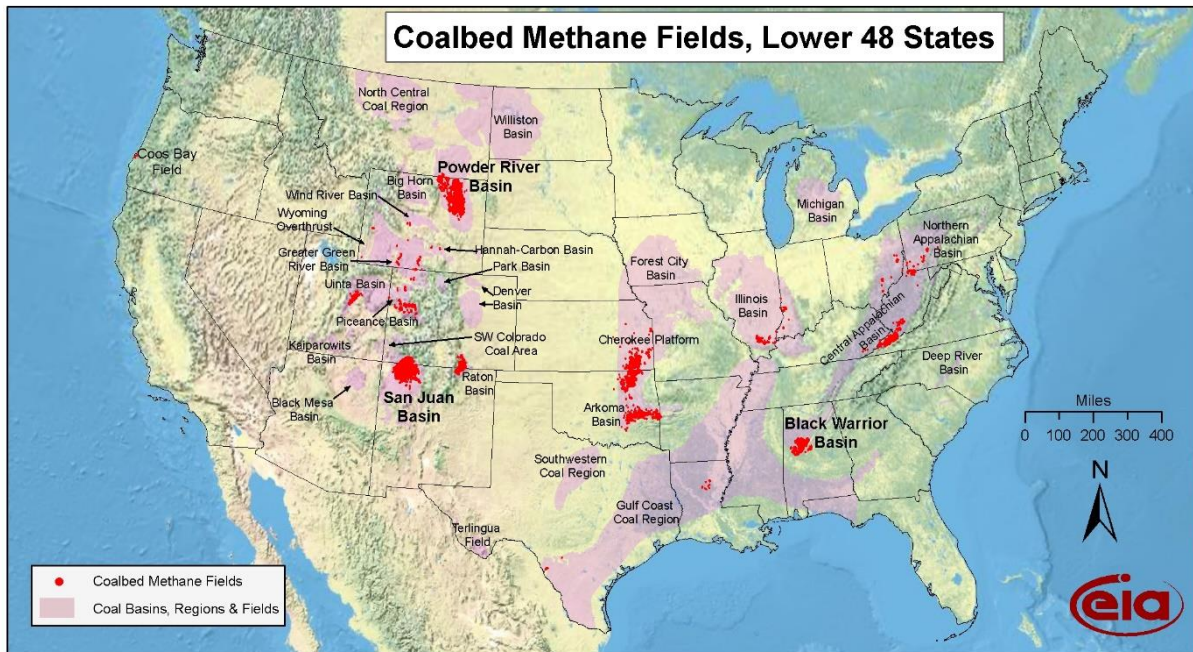 Coalbed Methane Fields, Lower 48 States
North Central
Coal Region
Williston
Basin
Coos Bay
Field
Powder River
Basin
Big Horn
Basin
Wind River Basin
Wyoming
Overthrust
Greater Green
River Basin
Hannah-Carbon Basin
Park Basin
Uinta Basin
Denver
Basin
Piceance Basin
SW Colorado
Coal Area
Kaiparowits
Basin
Black Mesa
Basin
San Juan
Basin
Raton
Basin
Michigan
Basin
Northern
Appalachian
Basin
Forest City
Basin
Illinois
Basin
Central Appalachian
Basin
Cherokee Platform
Deep River
Basin
Arkoma
Basin
Black Warrior
Basin
Southwestern
Coal Region
Gulf Coast
Coal Region
Terlingua
Field
Miles
0 100 200 300 400
N
Coalbed Methane Fields
Coal Basins, Regions & Fields
eia